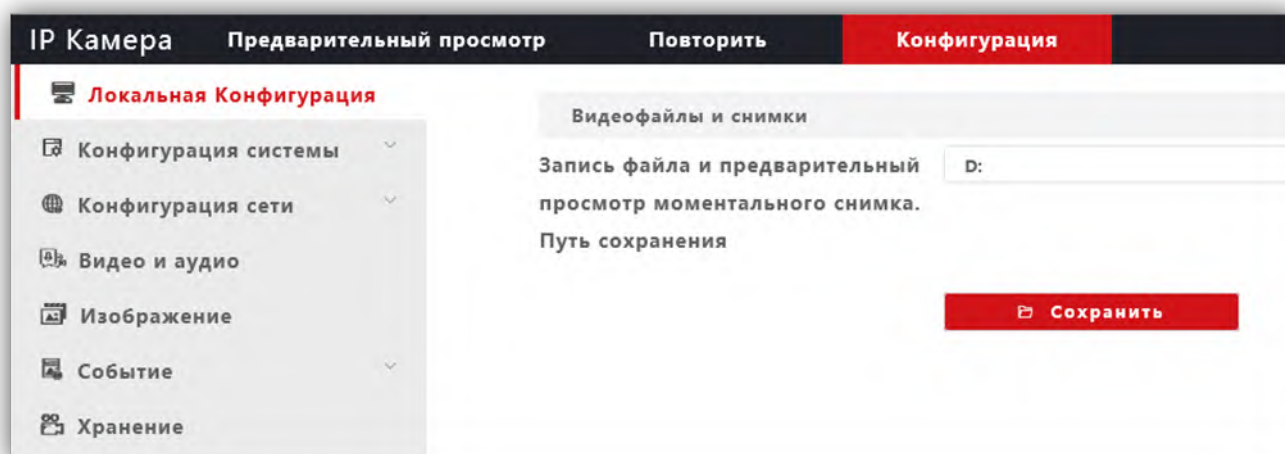 IP Камера Предварительный просмотр Повторить Конфигурация
Локальная Конфигурация
Конфигурация системы
Конфигурация сети
Видео и аудио
Изображение
Событие
Хранение
Видеофайлы и снимки
Запись файла и предварительный
просмотр моментального снимка.
Путь сохранения
D:
Сохранить